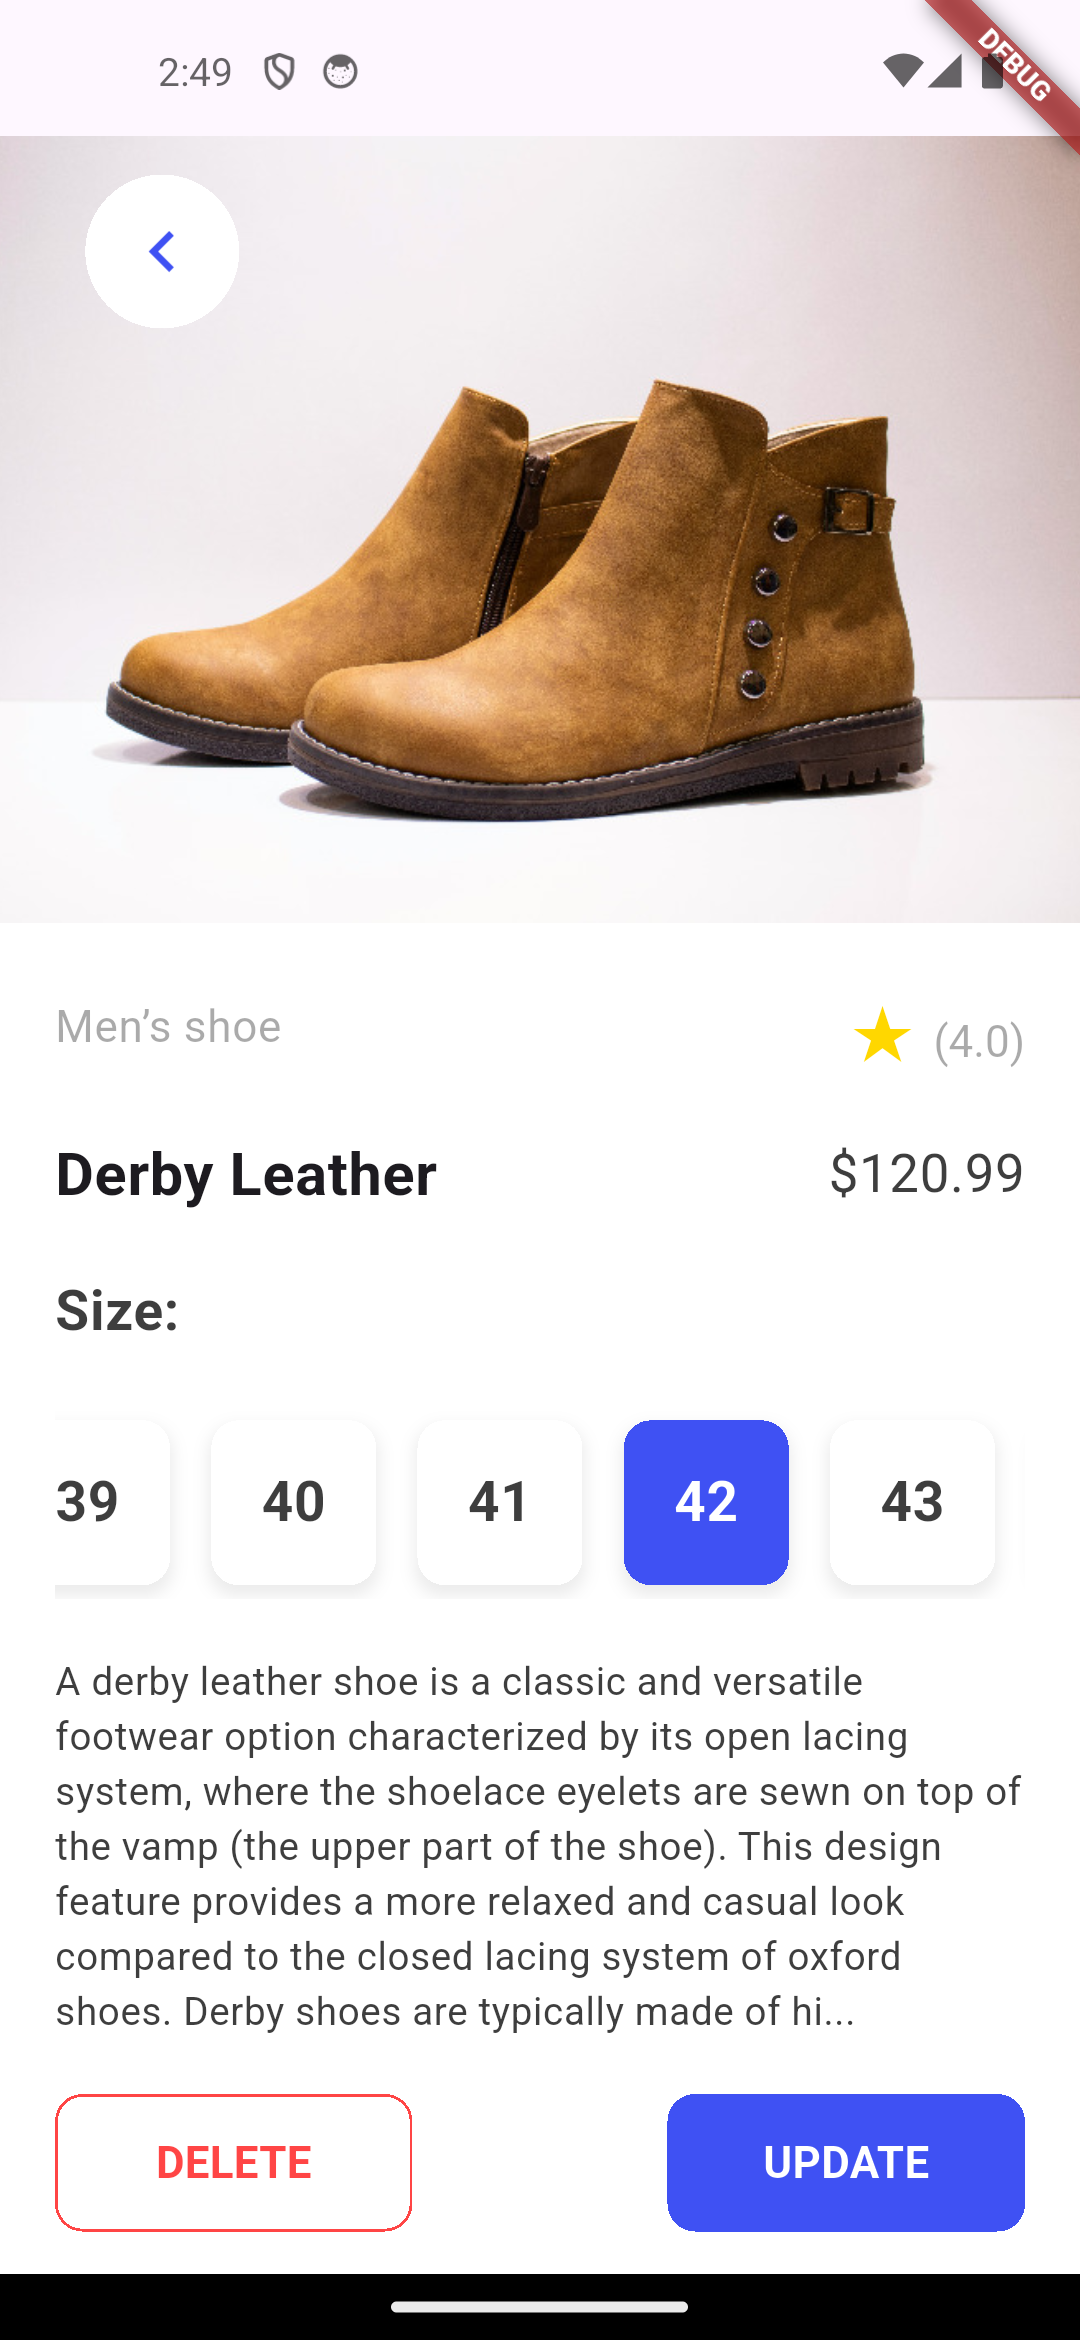 2:49
DEBUG
Men’s shoe
(4.0)
Derby Leather
$120.99
Size:
39 40 41 42 43
A derby leather shoe is a classic and versatile
footwear option characterized by its open lacing
system, where the shoelace eyelets are sewn on top of
the vamp (the upper part of the shoe). This design
feature provides a more relaxed and casual look
compared to the closed lacing system of oxford
shoes. Derby shoes are typically made of hi...
DELETE
UPDATE